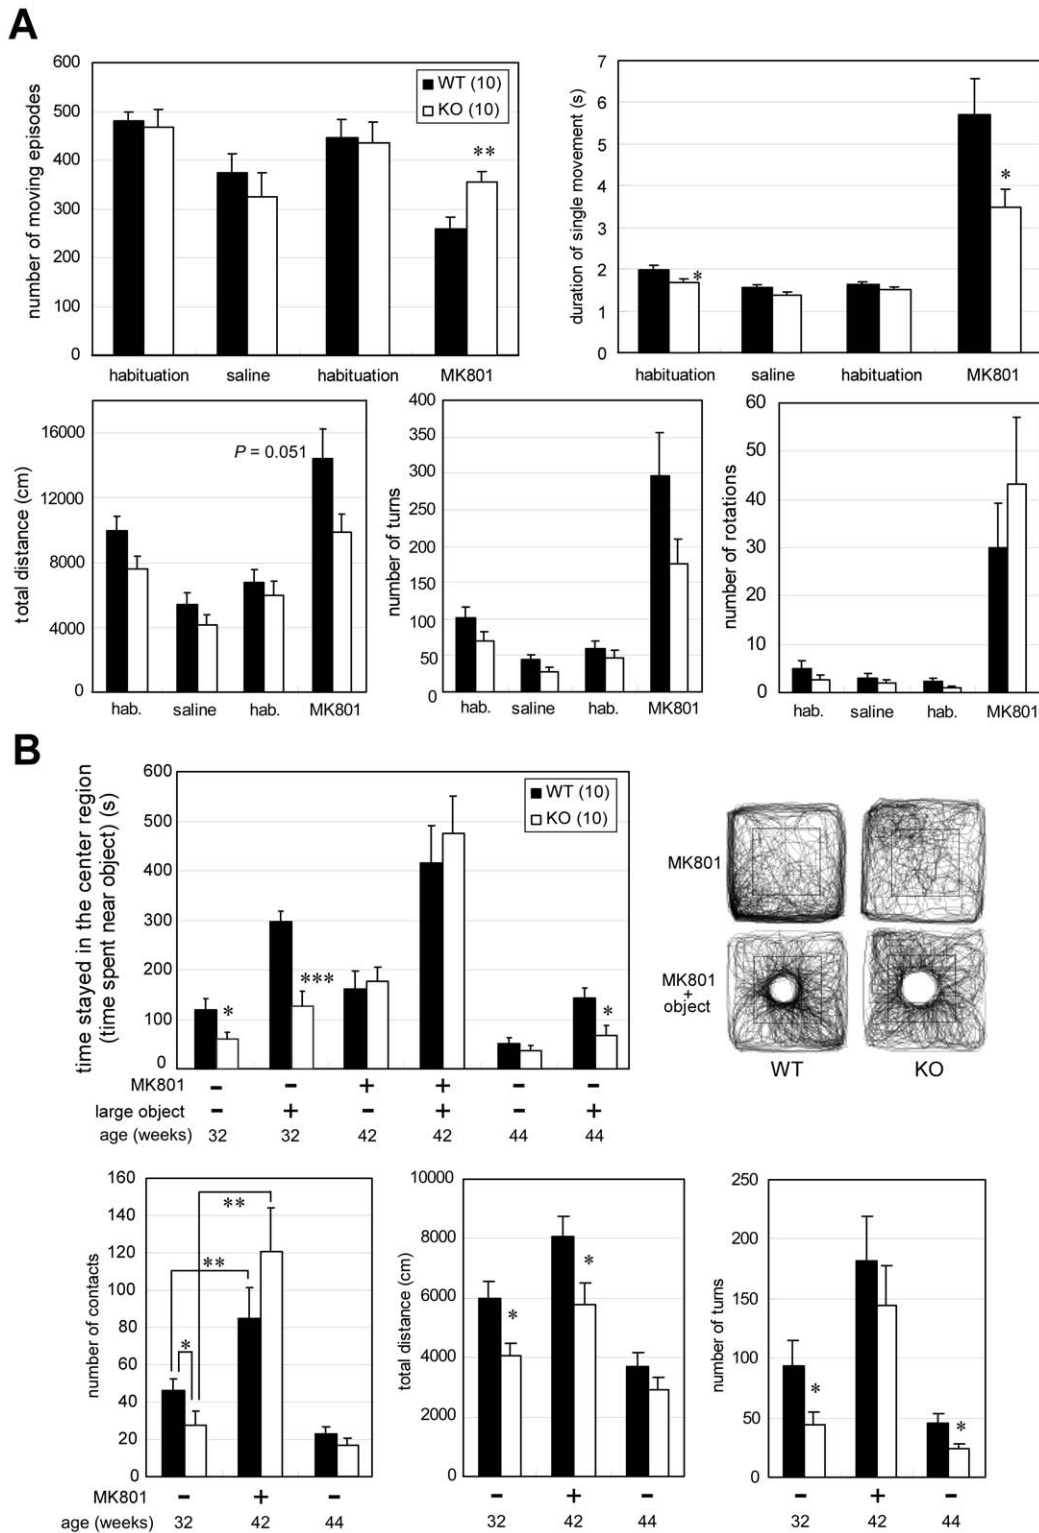 A
600
500
400
300
200
100
0
number of moving episodes
WT (10)
KO (10)
**
habituation saline habituation MK801
7
6
5
4
3
2
1
0
duration of single movement (s)
*
*
habituation saline habituation MK801
16000
12000
8000
4000
0
total distance (cm)
P = 0.051
hab. saline hab. MK801
400
350
300
250
200
150
100
50
0
number of turns
hab. saline hab. MK801
60
50
40
30
20
10
0
number of rotations
hab. saline hab. MK801
B
600
500
400
300
200
100
0
time stayed in the center region
(time spent near object) (s)
WT (10)
KO (10)
*
***
*
MK801 - - + + - -
large object - + - + - +
age (weeks) 32 32 42 42 44 44
MK801
MK801
+
object
WT KO
160
140
120
100
80
60
40
20
0
number of contacts
**
**
*
MK801 - + -
age (weeks) 32 42 44
10000
8000
6000
4000
2000
0
total distance (cm)
*
*
- + -
32 42 44
250
200
150
100
50
0
number of turns
*
*
- + -
32 42 44